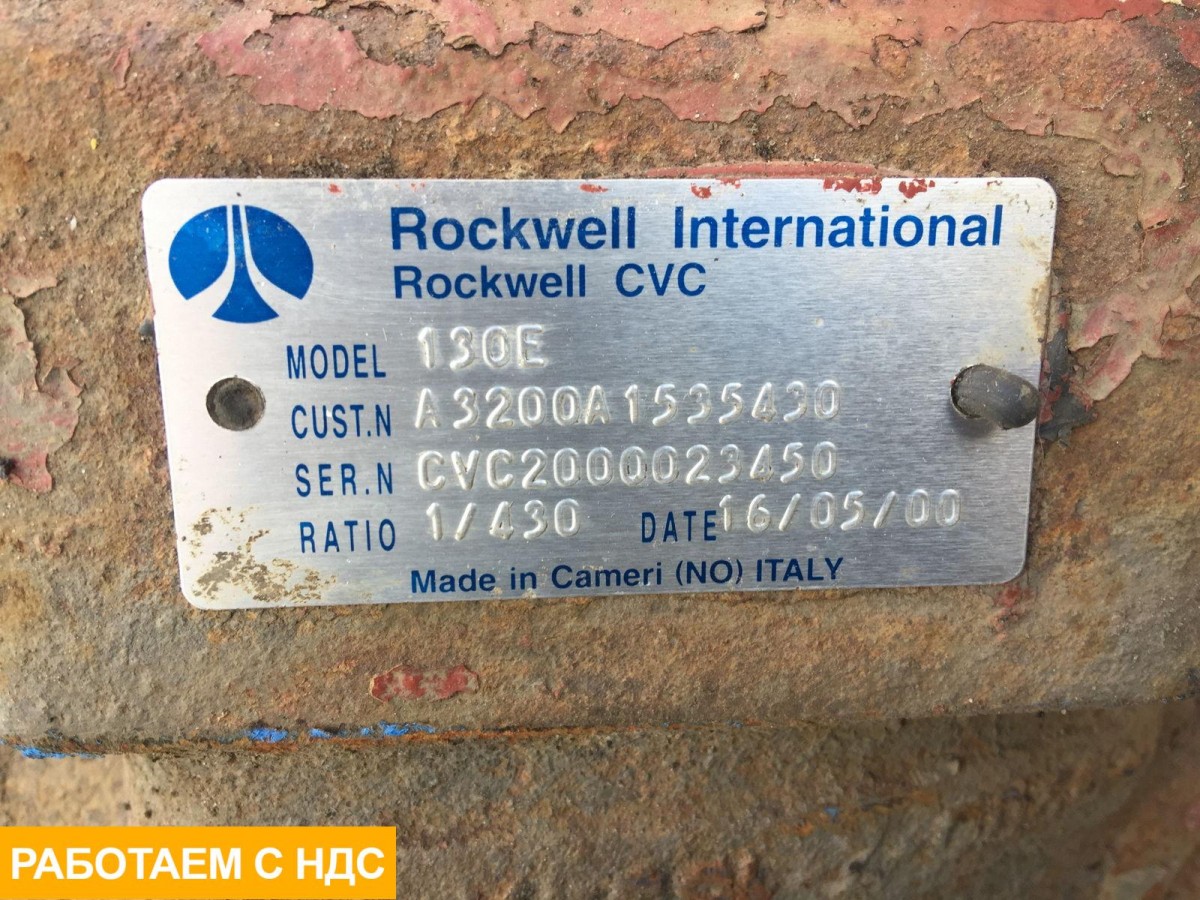 Rockwell International
Rockwell CVC
MODEL 130E
CUST.N A3200A1535430
SER.N CVC2000023450
RATIO 1/430 DATE 16/05/00
Made in Cameri (NO) ITALY
РАБОТАЕМ С НДС